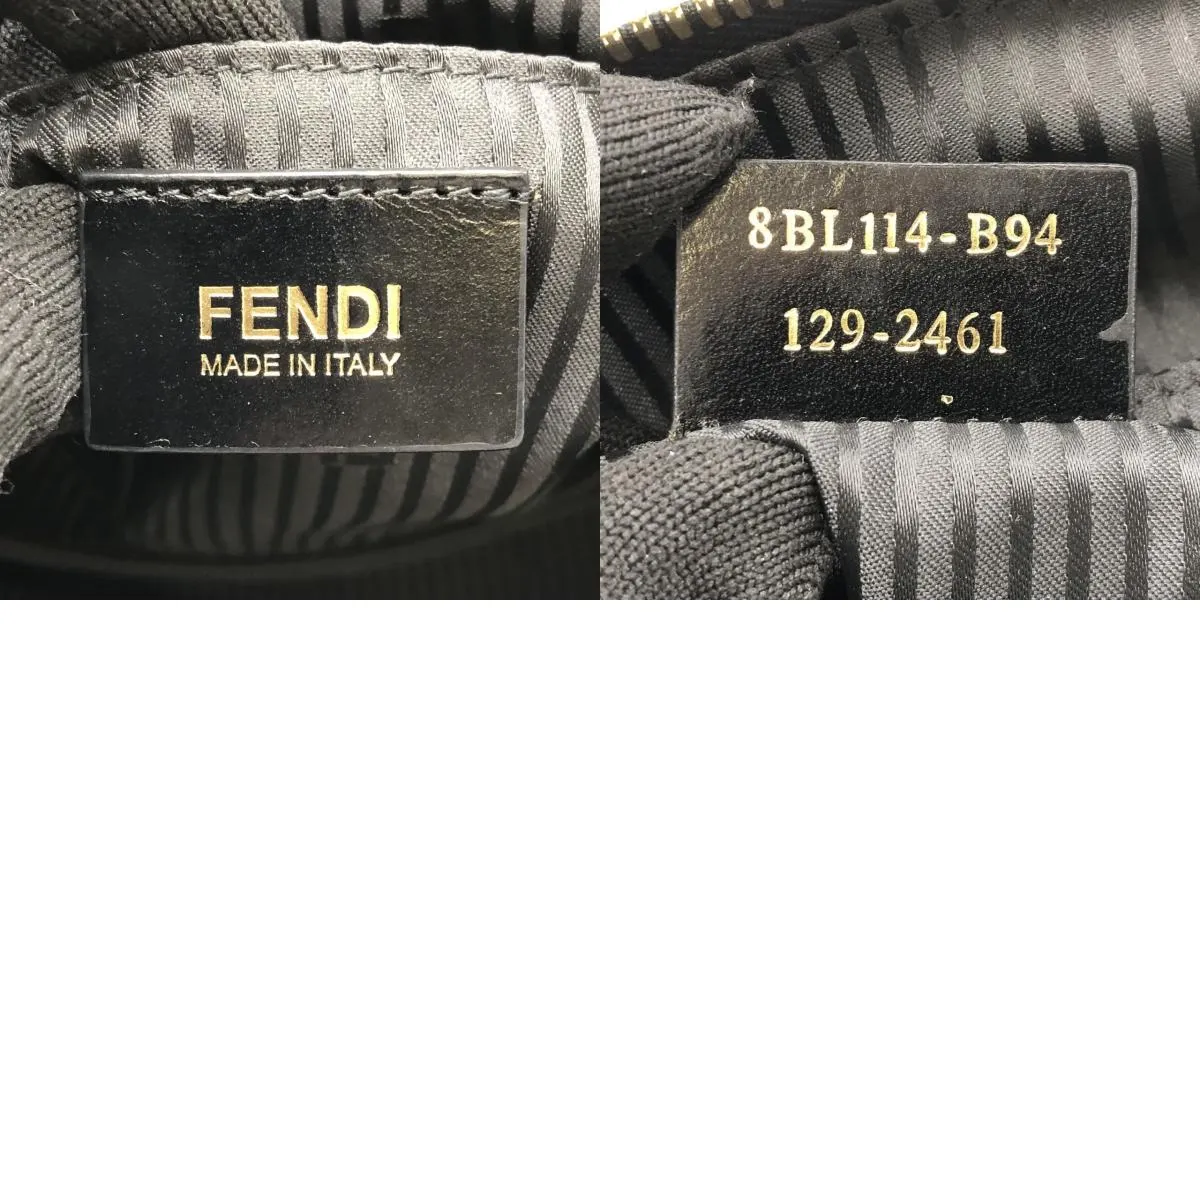 FENDI
MADE IN ITALY
8BL114-B94
129-2461